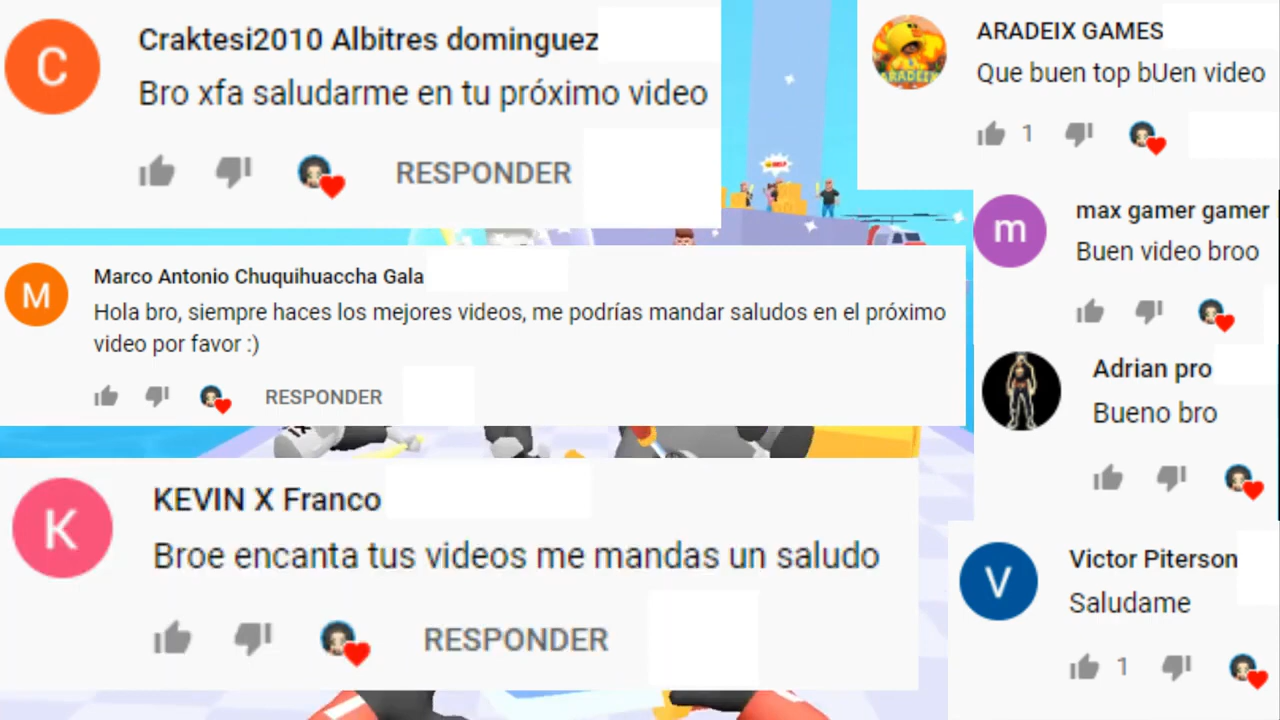 C
Craktesi2010 Albitres dominguez
Bro xfa saludarme en tu próximo video
RESPONDER
M
Marco Antonio Chuquihuaccha Gala
Hola bro, siempre haces los mejores videos, me podrías mandar saludos en el próximo
video por favor :)
RESPONDER
K
KEVIN X Franco
Broe encanta tus videos me mandas un saludo
RESPONDER
ARADEIX
ARADEIX GAMES
Que buen top bUen video
1
HELP
m
max gamer gamer
Buen video broo
Adrian pro
Bueno bro
V
Victor Piterson
Saludame
1